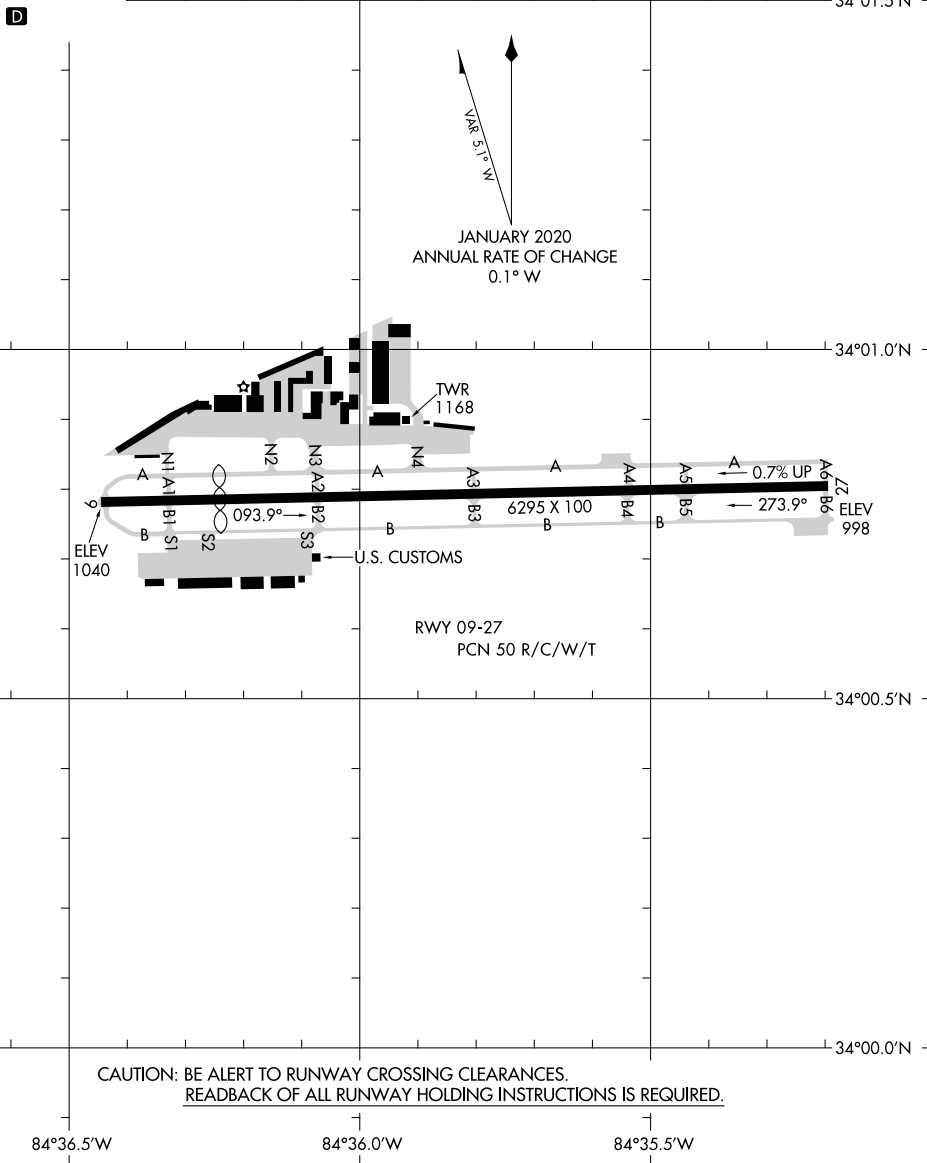 34°01.5'N
D
VAR 5.1° W
JANUARY 2020
ANNUAL RATE OF CHANGE
0.1° W
34°01.0'N
TWR
1168
N1
N2
N3
N4
A
A
A
A
0.7% UP
A1
A2
A3
A4
A5
A6
9
27
093.9°
6295 X 100
273.9°
ELEV
998
B1
B2
B3
B4
B5
B6
B
B
B
B
ELEV
1040
S1
S2
S3
U.S. CUSTOMS
RWY 09-27
PCN 50 R/C/W/T
34°00.5'N
34°00.0'N
CAUTION: BE ALERT TO RUNWAY CROSSING CLEARANCES.
READBACK OF ALL RUNWAY HOLDING INSTRUCTIONS IS REQUIRED.
84°36.5'W
84°36.0'W
84°35.5'W